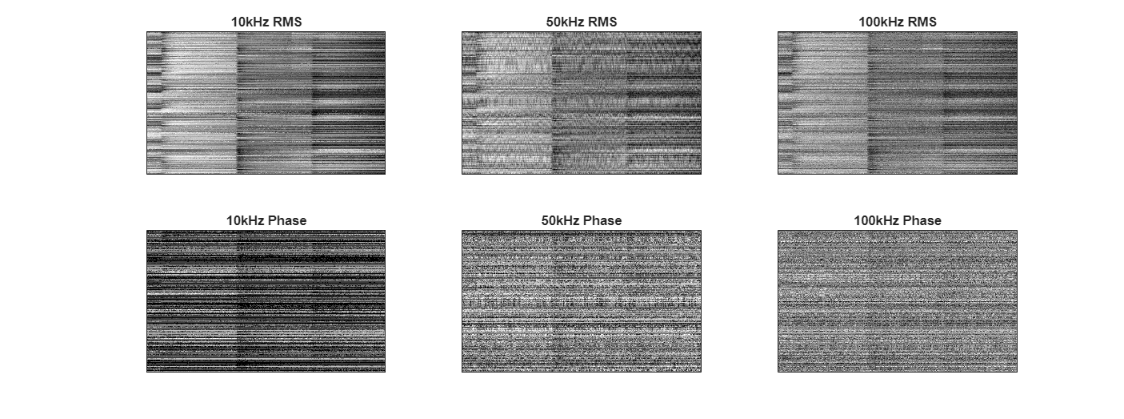 10kHz RMS
50kHz RMS
100kHz RMS
10kHz Phase
50kHz Phase
100kHz Phase